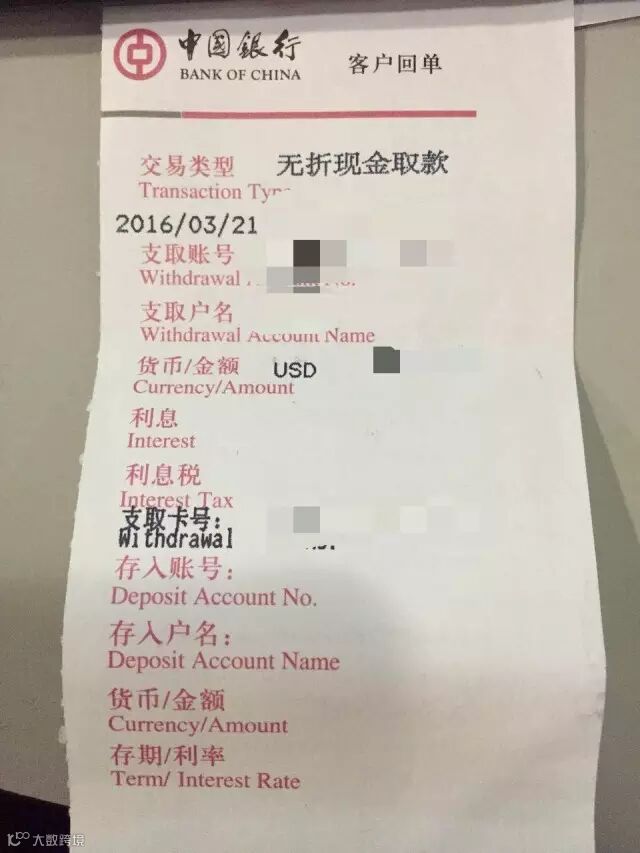 中国銀行
BANK OF CHINA
客户回单
交易类型 无折现金取款
Transaction
2016/03/21
支取账号
Withdrawal
支取户名
Withdrawal Account Name
货币/金额 USD
Currency/Amount
利息
Interest
利息税
Interest Tax
支取卡号：
Withdrawal
存入账号：
Deposit Account No.
存入户名：
Deposit Account Name
货币/金额
Currency/Amount
存期/利率
Term/ Interest Rate
大数跨境